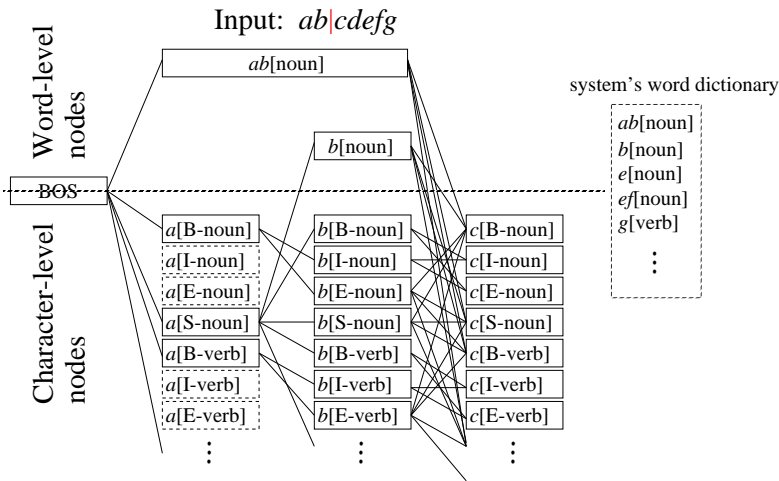 Input: ab|cdefg
Word-level nodes
Character-level nodes
BOS
ab[noun]
b[noun]
a[B-noun]
a[I-noun]
a[E-noun]
a[S-noun]
a[B-verb]
a[I-verb]
a[E-verb]
⋮
b[B-noun]
b[I-noun]
b[E-noun]
b[S-noun]
b[B-verb]
b[I-verb]
b[E-verb]
⋮
c[B-noun]
c[I-noun]
c[E-noun]
c[S-noun]
c[B-verb]
c[I-verb]
c[E-verb]
⋮
system's word dictionary
ab[noun]
b[noun]
e[noun]
ef[noun]
g[verb]
⋮